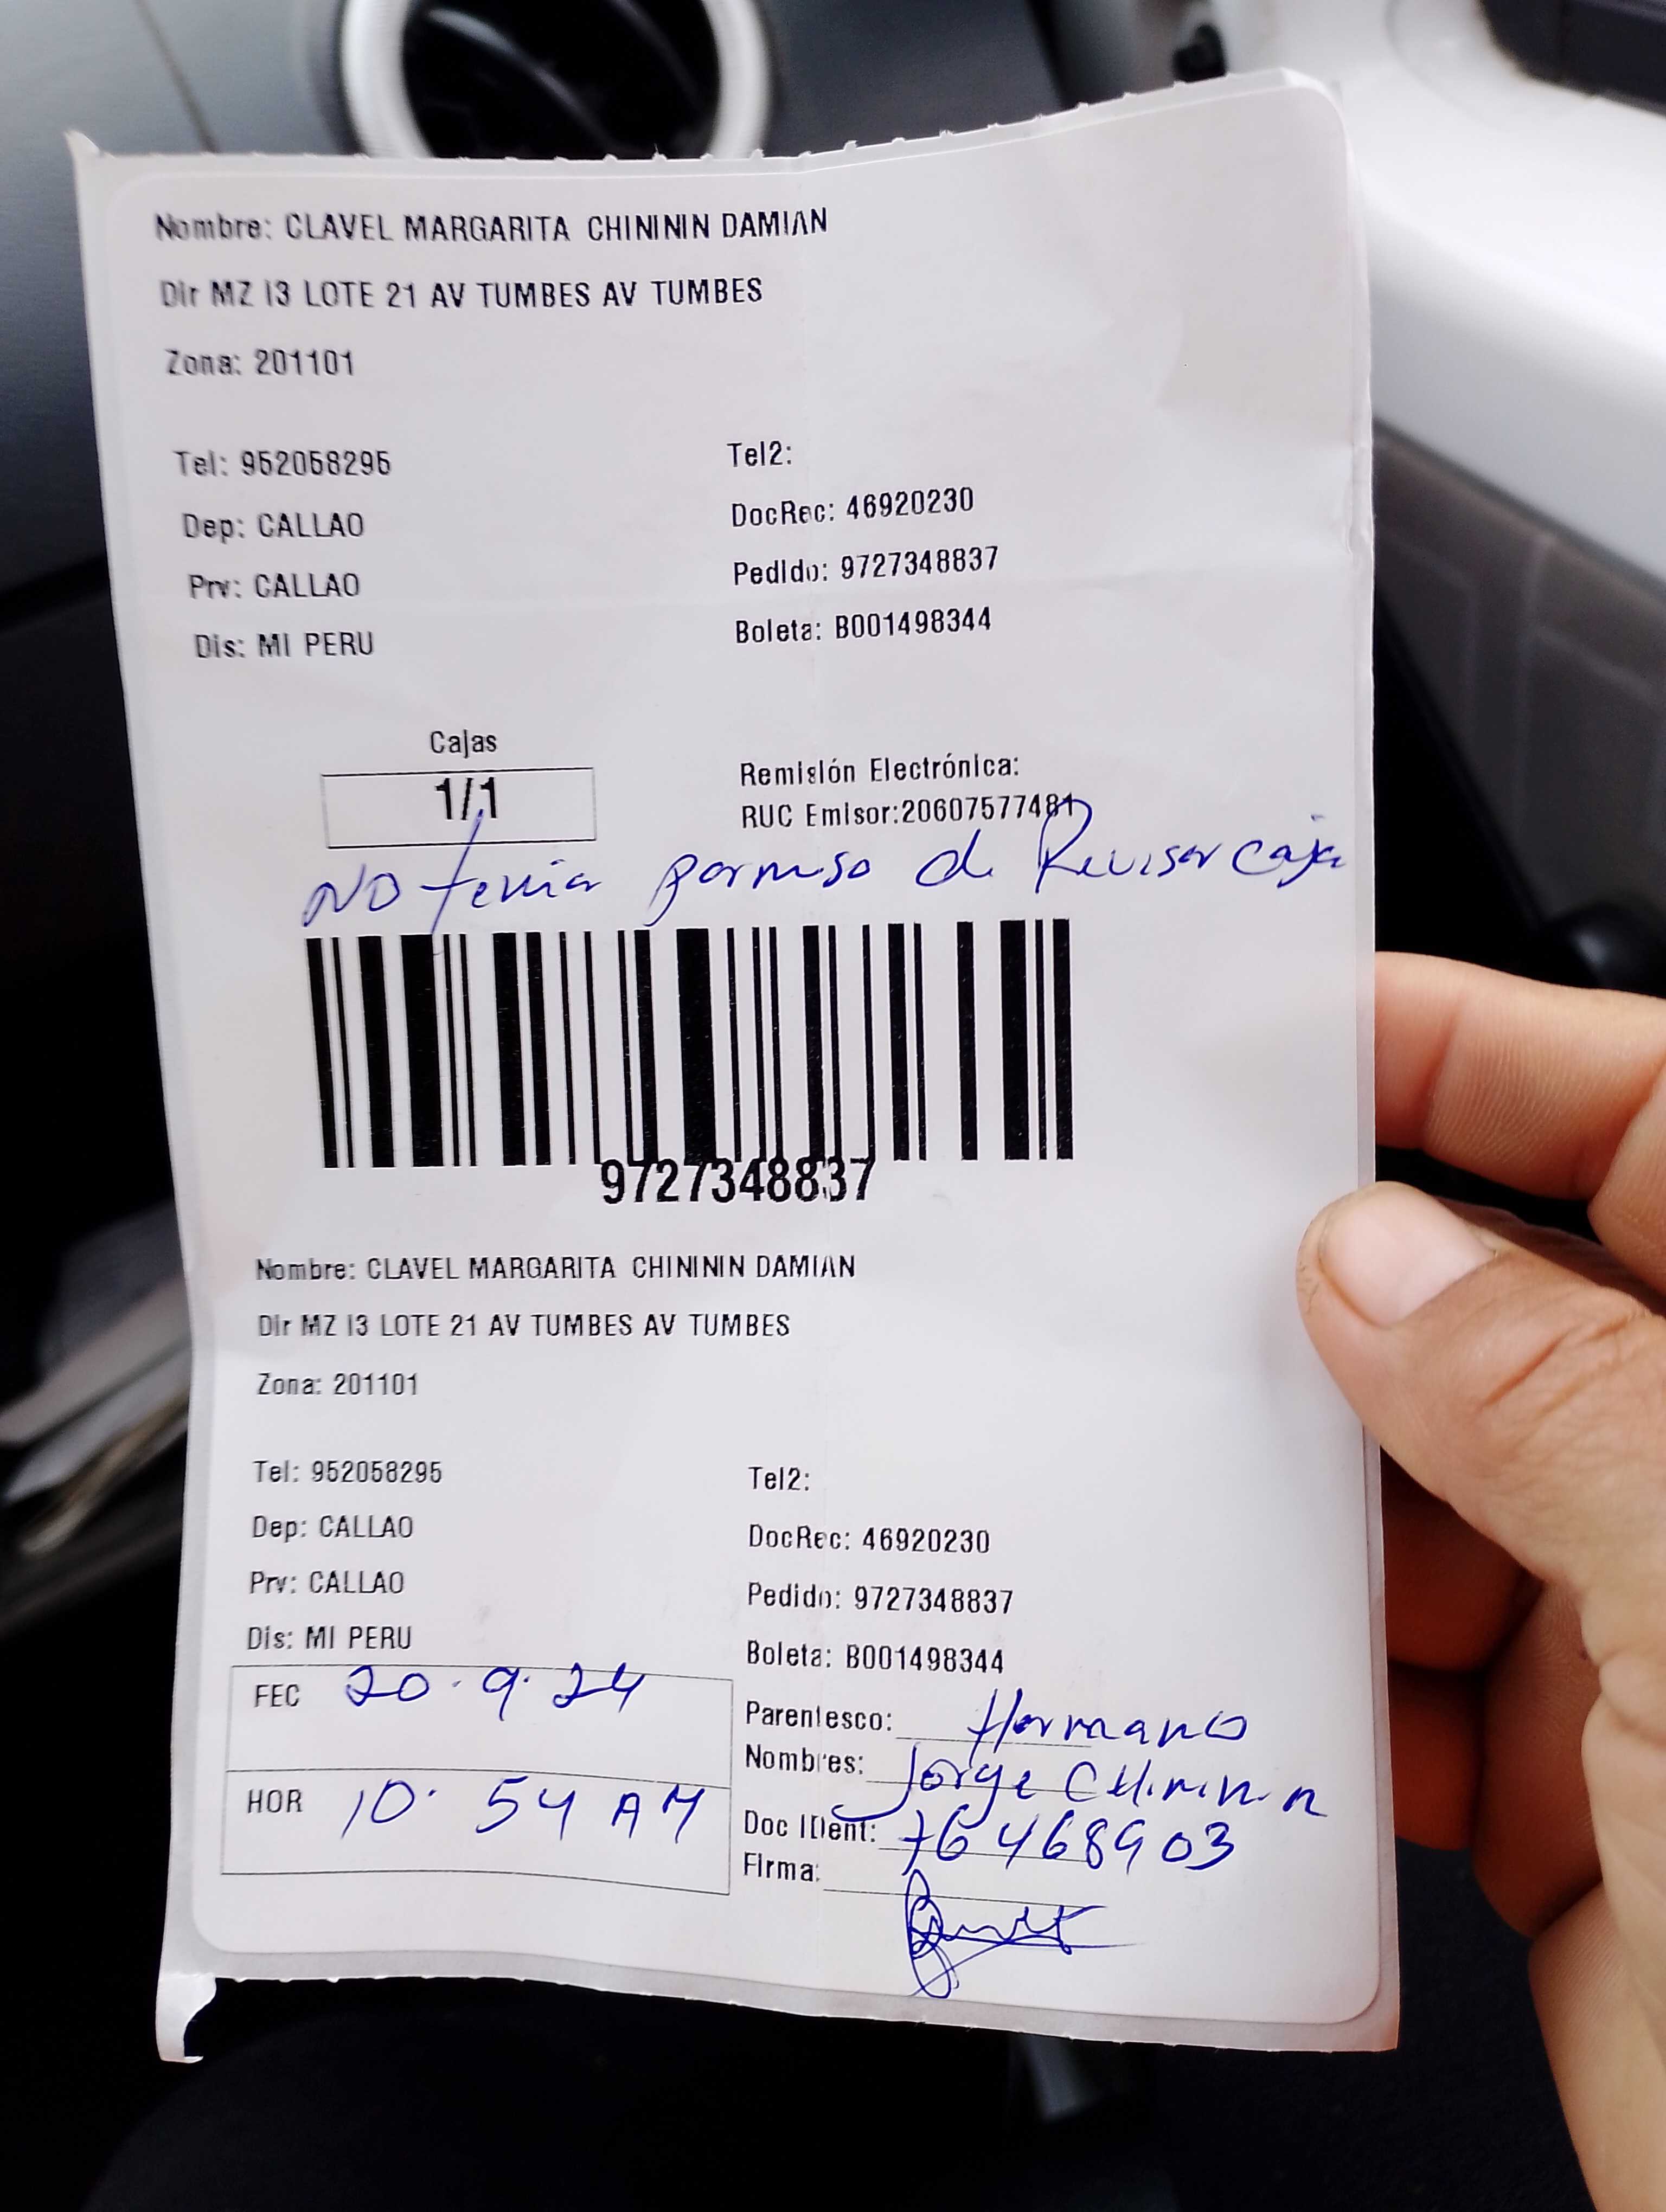 Nombre: CLAVEL MARGARITA CHINININ DAMIAN
Dir MZ I3 LOTE 21 AV TUMBES AV TUMBES
Zona: 201101
Tel: 952058295 Tel2:
Dep: CALLAO DocRec: 46920230
Prv: CALLAO Pedido: 9727348837
Dis: MI PERU Boleta: B001498344
Cajas
1/1
Remisión Electrónica:
RUC Emisor:20607577481
NO tenia permiso de Revisar caja
9727348837
Nombre: CLAVEL MARGARITA CHINININ DAMIAN
Dir MZ I3 LOTE 21 AV TUMBES AV TUMBES
Zona: 201101
Tel: 952058295 Tel2:
Dep: CALLAO DocRec: 46920230
Prv: CALLAO Pedido: 9727348837
Dis: MI PERU Boleta: B001498344
FEC 20.9.24
HOR 10:54 AM
Parentesco: Hermano
Nombres: Jorge Chininin
Doc IDent: 76468903
Firma: